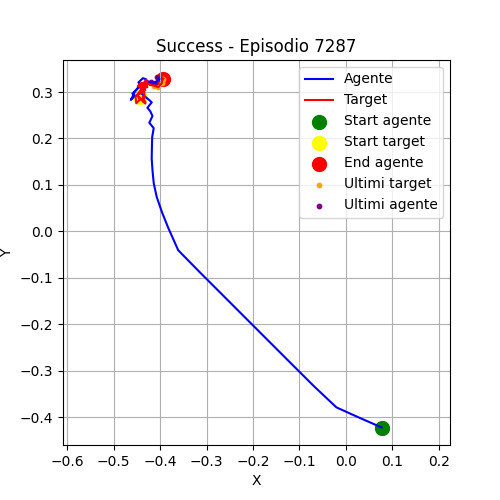 Success - Episodio 7287
Agente
Target
Start agente
Start target
End agente
Ultimi target
Ultimi agente
0.3
0.2
0.1
0.0
−0.1
−0.2
−0.3
−0.4
Y
−0.6 −0.5 −0.4 −0.3 −0.2 −0.1 0.0 0.1 0.2
X